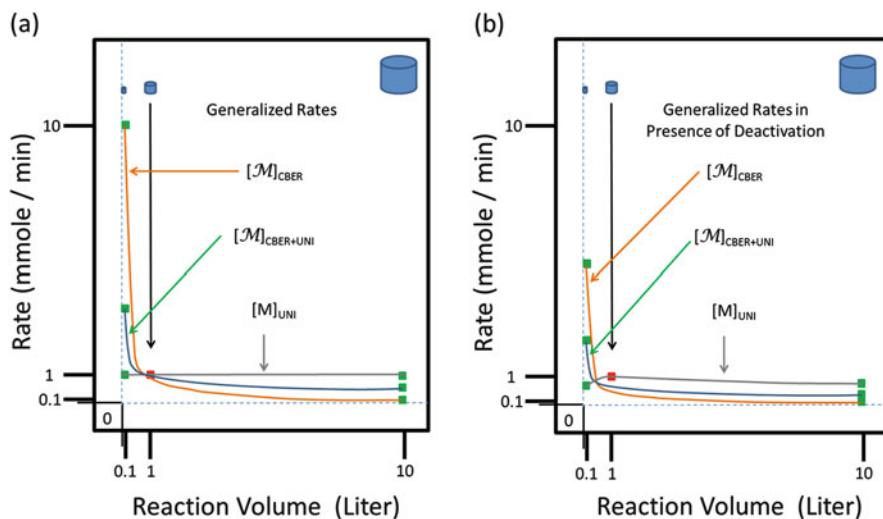 (a)
Generalized Rates
10
[ℳ]CBER
[ℳ]CBER+UNI
[M]UNI
1
0.1
0
0.1 1 10
Rate (mmole / min)
Reaction Volume (Liter)
(b)
Generalized Rates in
Presence of Deactivation
10
[ℳ]CBER
[ℳ]CBER+UNI
[M]UNI
1
0.1
0
0.1 1 10
Rate (mmole / min)
Reaction Volume (Liter)